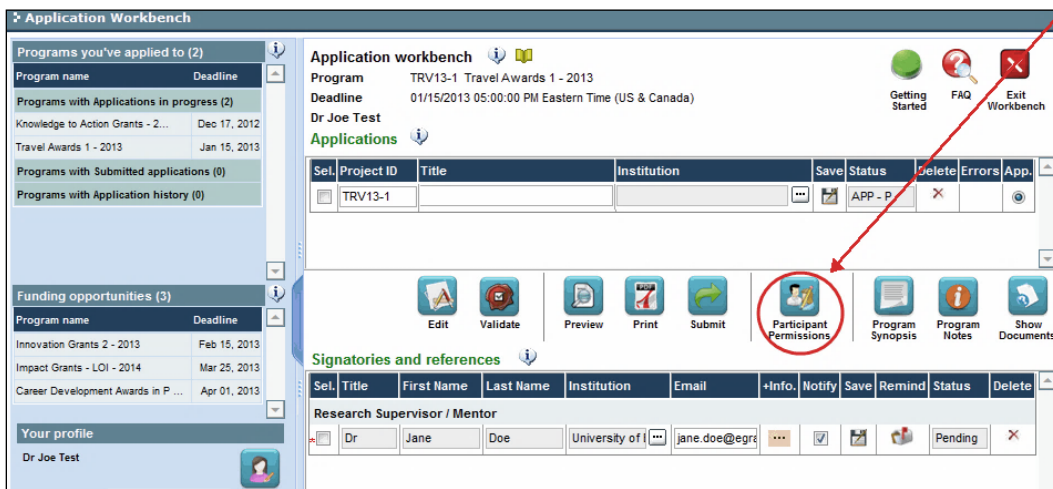 Application Workbench
Programs you've applied to (2)
Program name Deadline
Programs with Applications in progress (2)
Knowledge to Action Grants - 2... Dec 17, 2012
Travel Awards 1 - 2013 Jan 15, 2013
Programs with Submitted applications (0)
Programs with Application history (0)
Funding opportunities (3)
Program name Deadline
Innovation Grants 2 - 2013 Feb 15, 2013
Impact Grants - LOI - 2014 Mar 25, 2013
Career Development Awards in P ... Apr 01, 2013
Your profile
Dr Joe Test
Application workbench
Program TRV13-1 Travel Awards 1 - 2013
Deadline 01/15/2013 05:00:00 PM Eastern Time (US & Canada)
Dr Joe Test
Getting Started
FAQ
Exit Workbench
Applications
Sel. Project ID Title Institution Save Status Delete Errors App.
TRV13-1 ... APP - P
Edit
Validate
Preview
Print
Submit
Participant Permissions
Program Synopsis
Program Notes
Show Documents
Signatories and references
Sel. Title First Name Last Name Institution Email +Info. Notify Save Remind Status Delete
Research Supervisor / Mentor
* Dr Jane Doe University of ... jane.doe@egra ... Pending